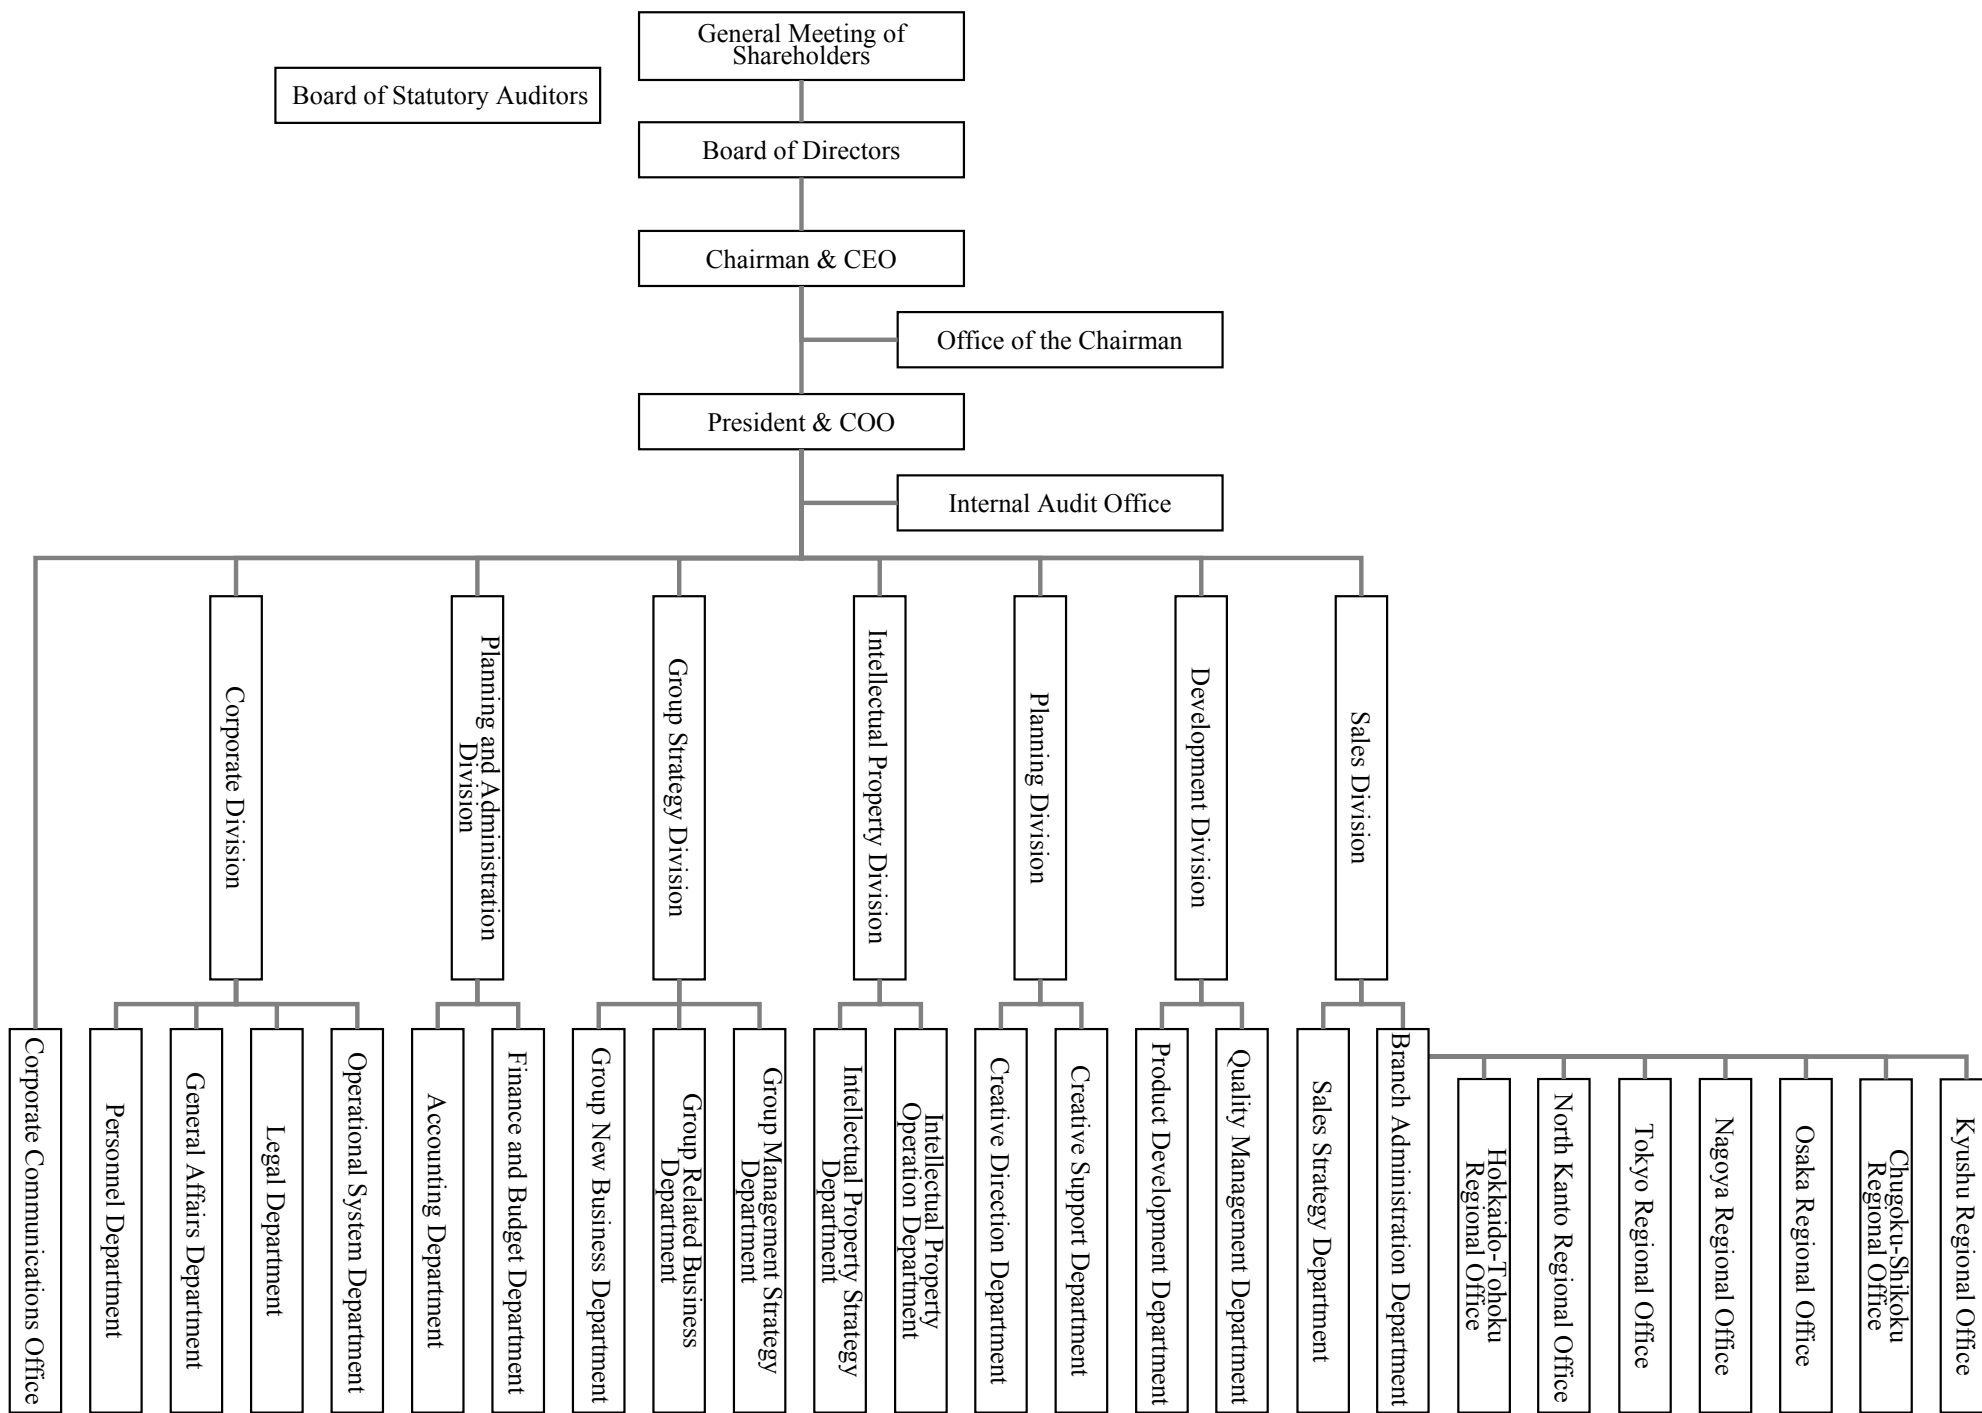 General Meeting of
Shareholders
Board of Statutory Auditors
Board of Directors
Chairman & CEO
Office of the Chairman
President & COO
Internal Audit Office
Corporate Division
Planning and Administration
Division
Group Strategy Division
Intellectual Property Division
Planning Division
Development Division
Sales Division
Corporate Communications Office
Personnel Department
General Affairs Department
Legal Department
Operational System Department
Accounting Department
Finance and Budget Department
Group New Business Department
Group Related Business
Department
Group Management Strategy
Department
Intellectual Property Strategy
Department
Intellectual Property
Operation Department
Creative Direction Department
Creative Support Department
Product Development Department
Quality Management Department
Sales Strategy Department
Branch Administration Department
Hokkaido-Tohoku
Regional Office
North Kanto Regional Office
Tokyo Regional Office
Nagoya Regional Office
Osaka Regional Office
Chugoku-Shikoku
Regional Office
Kyushu Regional Office